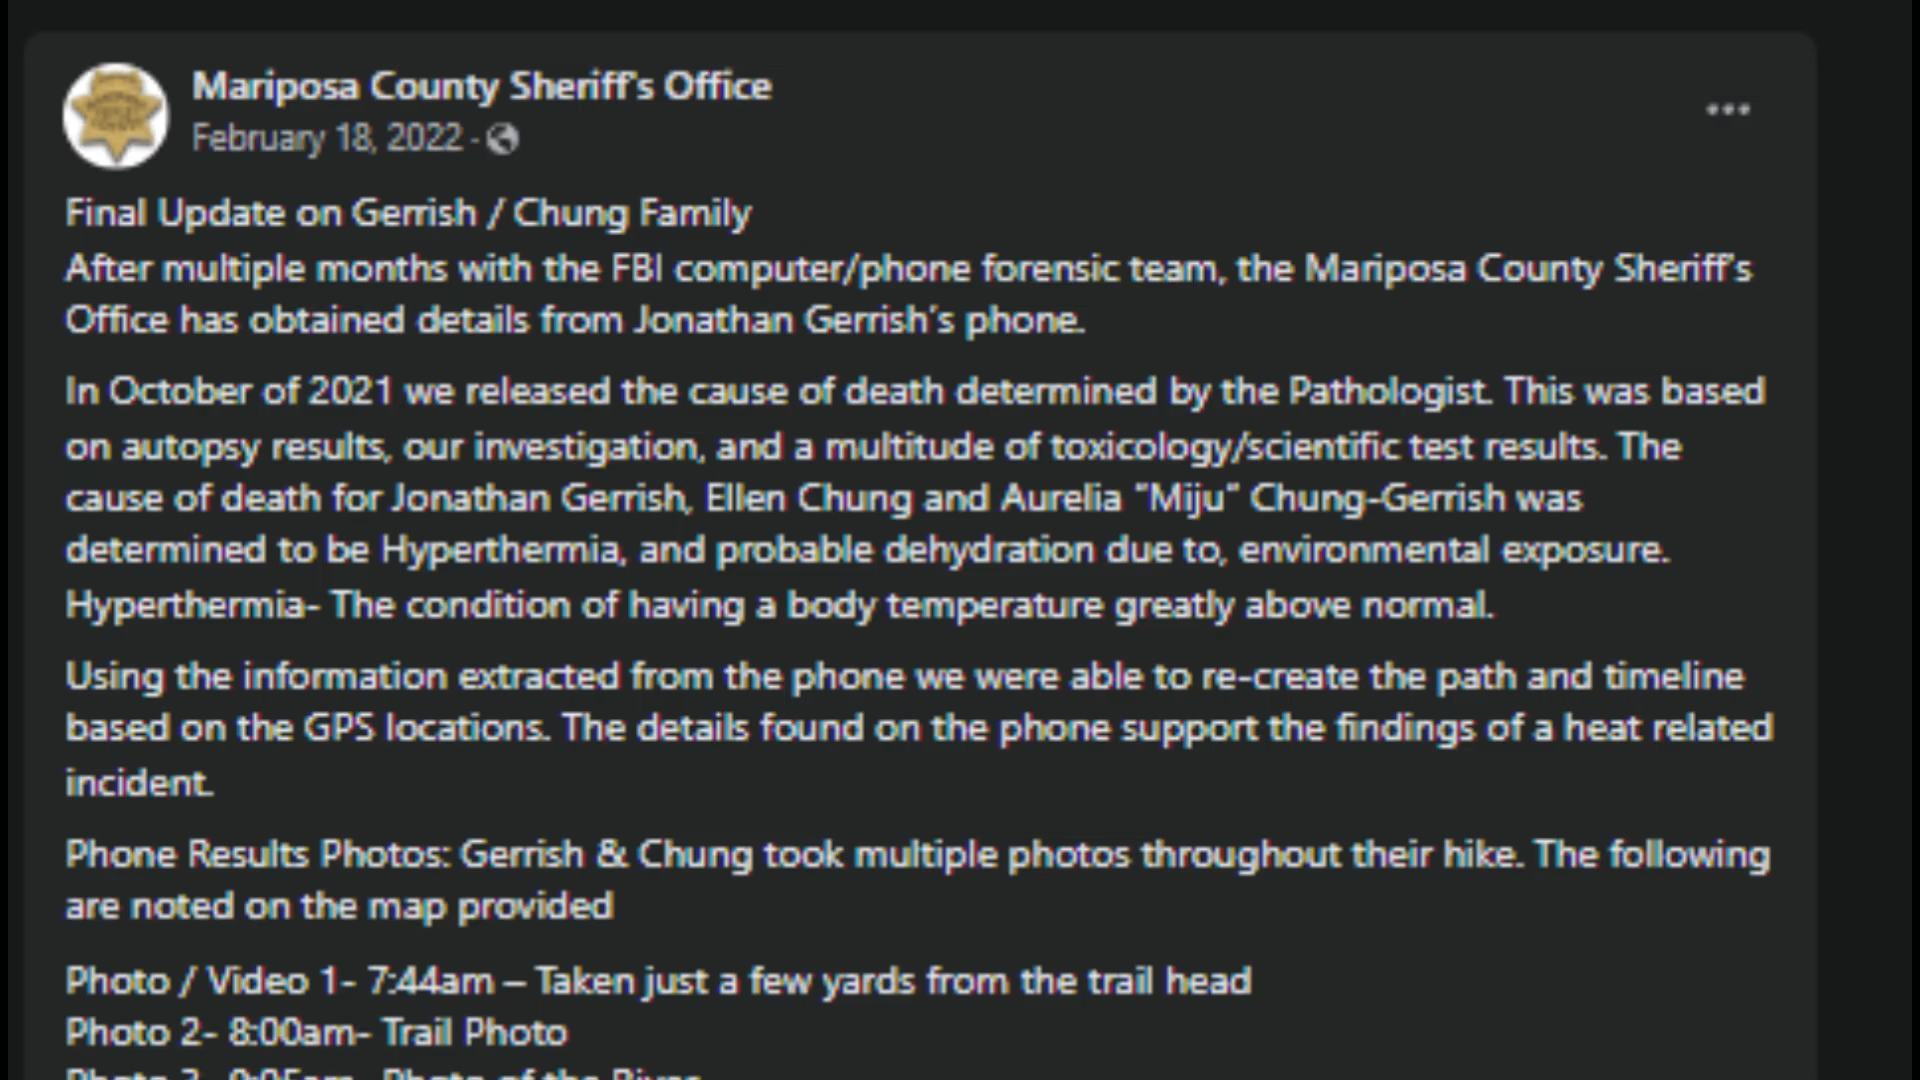 Mariposa County Sheriff's Office
February 18, 2022 ·
Final Update on Gerrish / Chung Family
After multiple months with the FBI computer/phone forensic team, the Mariposa County Sheriff's
Office has obtained details from Jonathan Gerrish's phone.
In October of 2021 we released the cause of death determined by the Pathologist. This was based
on autopsy results, our investigation, and a multitude of toxicology/scientific test results. The
cause of death for Jonathan Gerrish, Ellen Chung and Aurelia "Miju" Chung-Gerrish was
determined to be Hyperthermia, and probable dehydration due to, environmental exposure.
Hyperthermia- The condition of having a body temperature greatly above normal.
Using the information extracted from the phone we were able to re-create the path and timeline
based on the GPS locations. The details found on the phone support the findings of a heat related
incident.
Phone Results Photos: Gerrish & Chung took multiple photos throughout their hike. The following
are noted on the map provided
Photo / Video 1- 7:44am – Taken just a few yards from the trail head
Photo 2- 8:00am- Trail Photo
Photo 3- 9:05am- Photo of the River